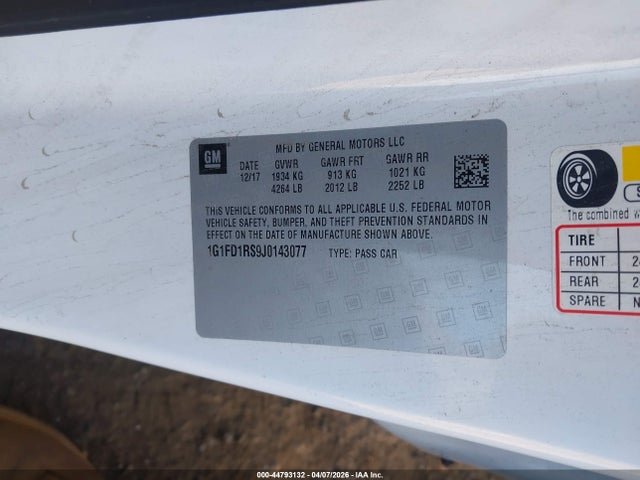 GM
MFD BY GENERAL MOTORS LLC
12/17 GVWR GAWR FRT GAWR RR
1934 KG 913 KG 1021 KG
4264 LB 2012 LB 2252 LB
THIS VEHICLE CONFORMS TO ALL APPLICABLE U.S. FEDERAL MOTOR
VEHICLE SAFETY, BUMPER, AND THEFT PREVENTION STANDARDS IN
EFFECT ON THE DATE OF MANUFACTURE SHOWN ABOVE.
1G1FD1RS9J0143077 TYPE: PASS CAR
The combined
TIRE
FRONT
REAR
SPARE
000-44793132 - 04/07/2026 - IAA Inc.